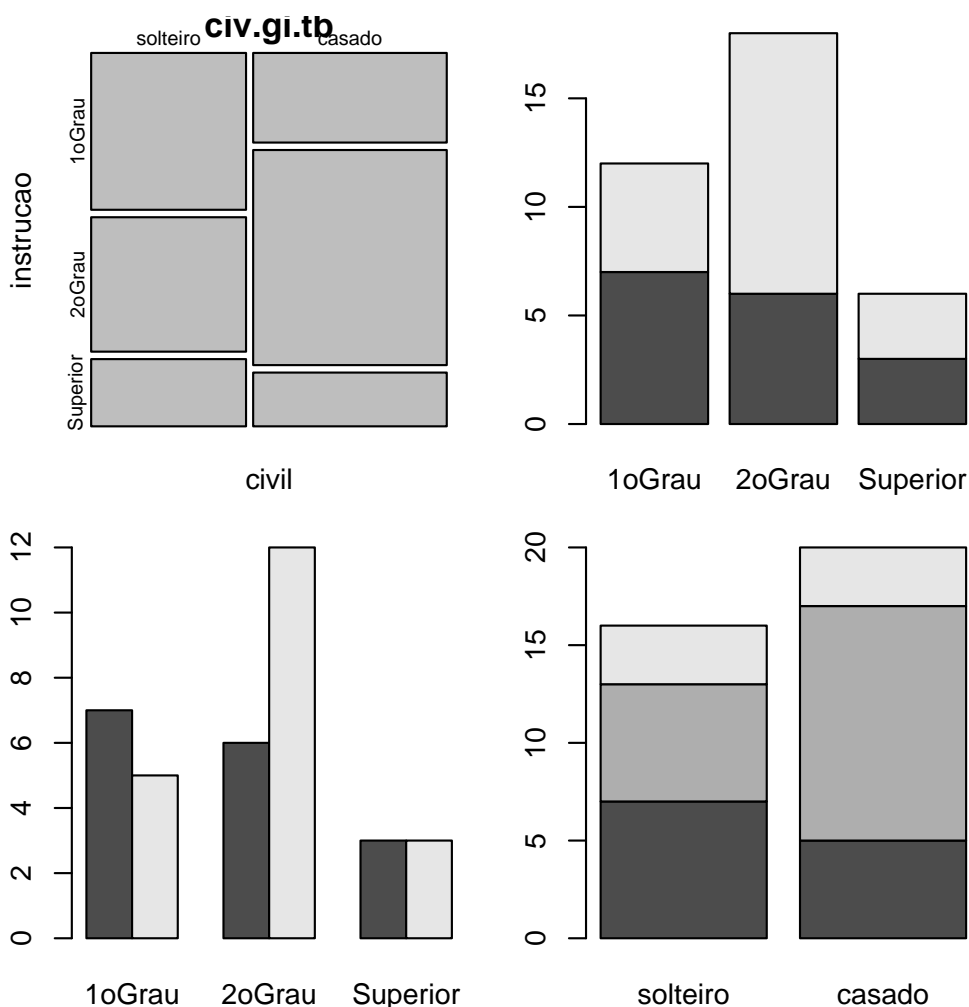 civ.gi.tb
solteiro casado
1oGrau
2oGrau
Superior
instrucao
civil
15
10
5
0
1oGrau 2oGrau Superior
12
10
8
6
4
2
0
1oGrau 2oGrau Superior
20
15
10
5
0
solteiro casado